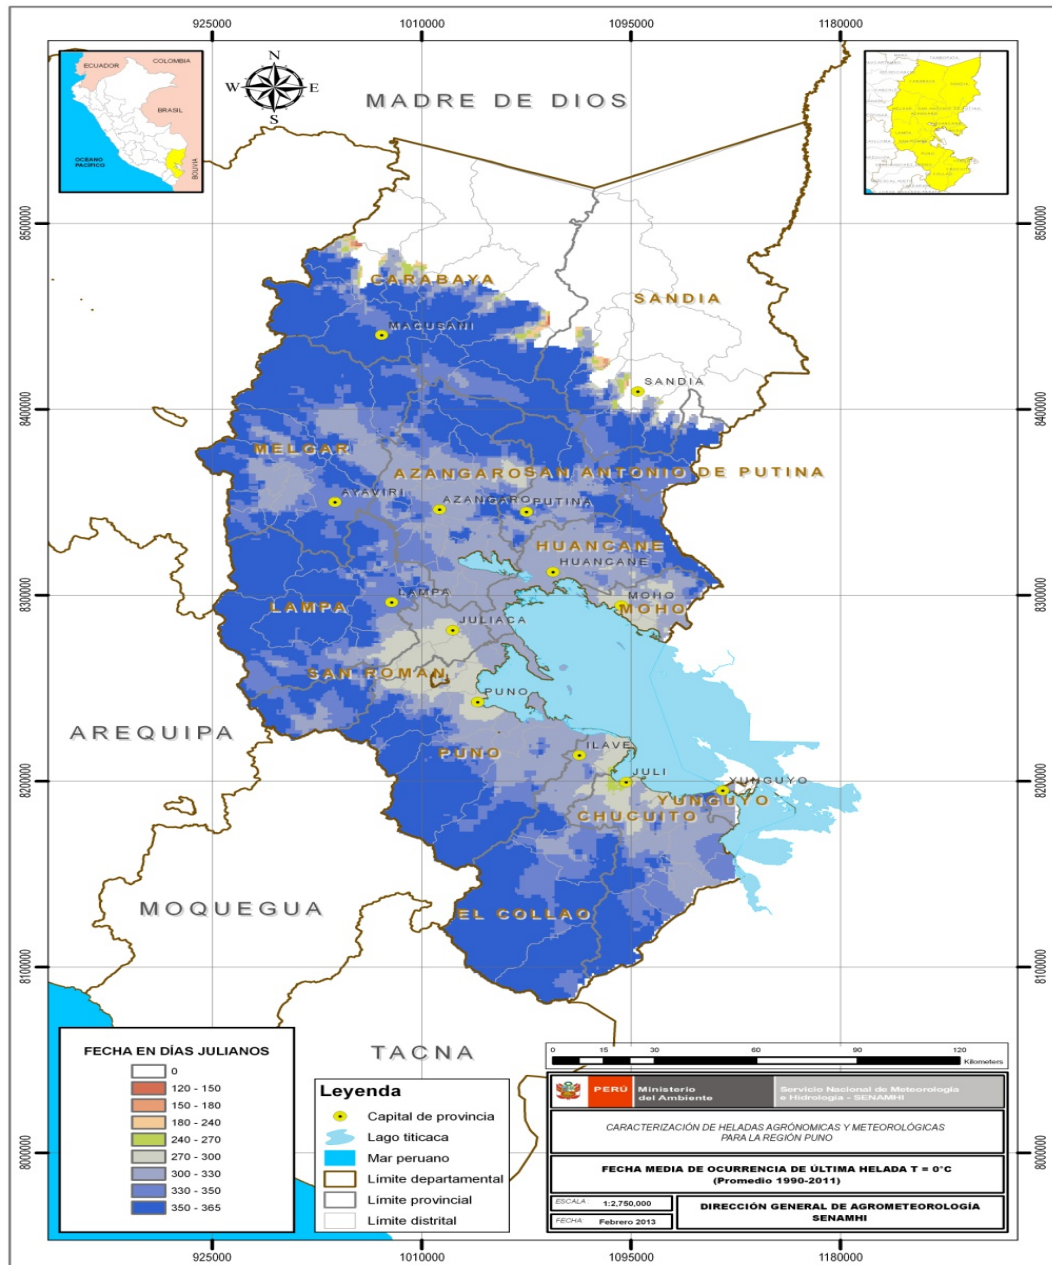 925000 1010000 1095000 1180000
ECUADOR
COLOMBIA
BRASIL
OCEANO
PACÍFICO
BOLIVIA
N
W E
S
MADRE DE DIOS
8500000 8500000
CARABAYA
SANDIA
MACUSANI
SANDIA
8400000 8400000
MELGAR
AZANGARO
SAN ANTONIO DE PUTINA
AYAVIRI
AZANGARO
PUTINA
HUANCANE
HUANCANE
8300000 8300000
LAMPA
LAMPA
MOHO
MOHO
JULIACA
SAN ROMAN
PUNO
AREQUIPA
PUNO
ILAVE
JULI
YUNGUYO
8200000 8200000
YUNGUYO
CHUCUITO
MOQUEGUA
EL COLLAO
8100000 8100000
TACNA
8000000 8000000
FECHA EN DÍAS JULIANOS
0
120 - 150
150 - 180
180 - 240
240 - 270
270 - 300
300 - 330
330 - 350
350 - 365
Leyenda
Capital de provincia
Lago titicaca
Mar peruano
Límite departamental
Límite provincial
Límite distrital
0 15 30 60 90 120
Kilometers
PERÚ
Ministerio
del Ambiente
Servicio Nacional de Meteorología
e Hidrología - SENAMHI
CARACTERIZACIÓN DE HELADAS AGRÓNOMICAS Y METEOROLÓGICAS
PARA LA REGIÓN PUNO
FECHA MEDIA DE OCURRENCIA DE ÚLTIMA HELADA T = 0°C
(Promedio 1990-2011)
ESCALA: 1:2,750,000
FECHA: Febrero 2013
DIRECCIÓN GENERAL DE AGROMETEOROLOGÍA
SENAMHI
925000 1010000 1095000 1180000